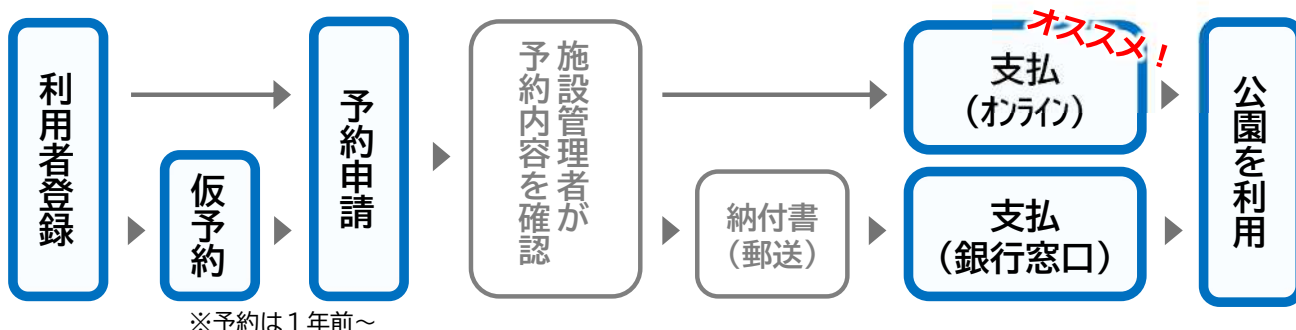 利用者登録
仮予約
※予約は１年前～
予約申請
施設管理者が
予約内容を確認
オススメ！
支払
（オンライン）
納付書
（郵送）
支払
（銀行窓口）
公園を利用